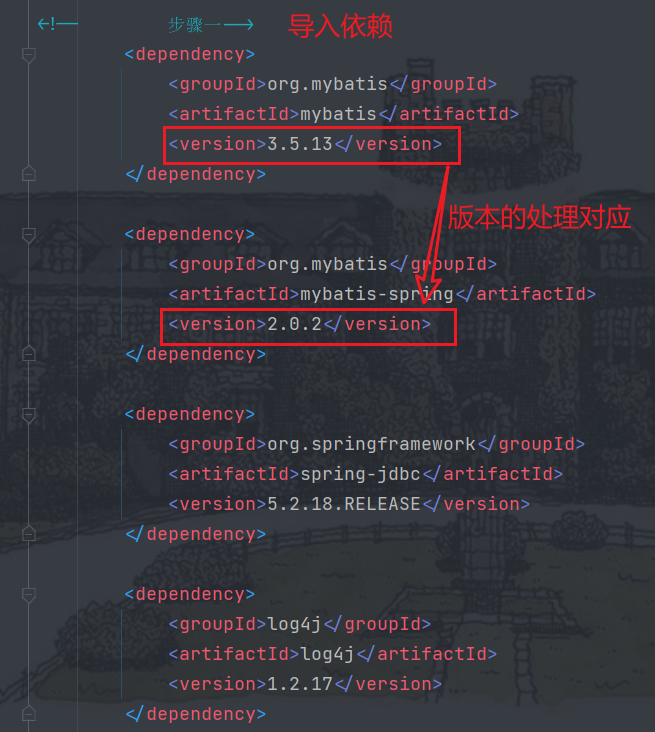 <!-- 步骤一--> 导入依赖
<dependency>
<groupId>org.mybatis</groupId>
<artifactId>mybatis</artifactId>
<version>3.5.13</version>
</dependency>
版本的处理对应
<dependency>
<groupId>org.mybatis</groupId>
<artifactId>mybatis-spring</artifactId>
<version>2.0.2</version>
</dependency>
<dependency>
<groupId>org.springframework</groupId>
<artifactId>spring-jdbc</artifactId>
<version>5.2.18.RELEASE</version>
</dependency>
<dependency>
<groupId>log4j</groupId>
<artifactId>log4j</artifactId>
<version>1.2.17</version>
</dependency>